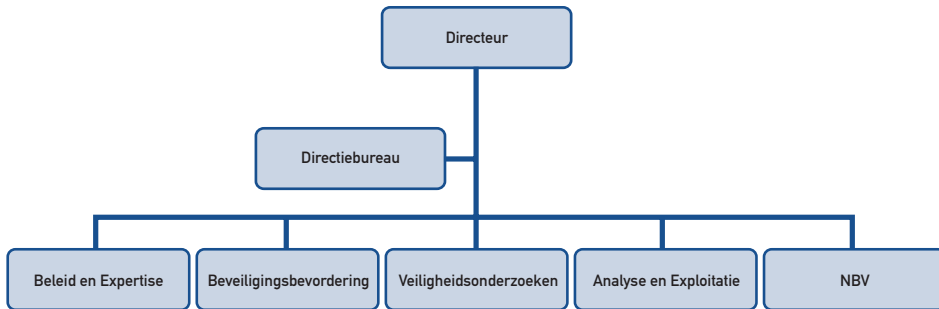 Directeur
Directiebureau
Beleid en Expertise
Beveiligingsbevordering
Veiligheidsonderzoeken
Analyse en Exploitatie
NBV